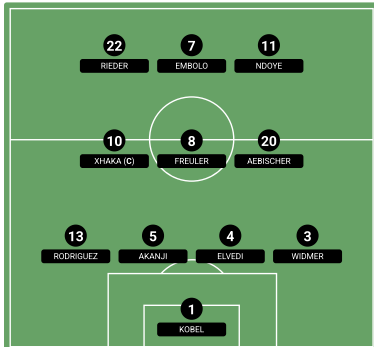 22 7 11
RIEDER EMBOLO NDOYE
10 8 20
XHAKA (C) FREULER AEBISCHER
13 5 4 3
RODRIGUEZ AKANJI ELVEDI WIDMER
1
KOBEL